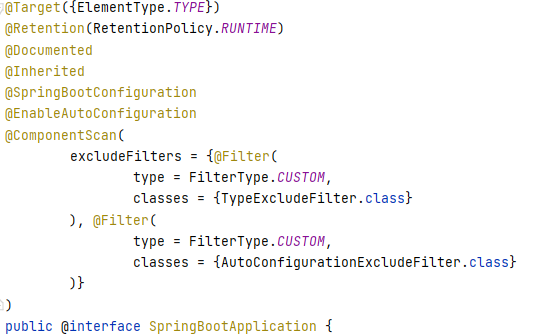 @Target({ElementType.TYPE})
@Retention(RetentionPolicy.RUNTIME)
@Documented
@Inherited
@SpringBootConfiguration
@EnableAutoConfiguration
@ComponentScan(
        excludeFilters = {@Filter(
                type = FilterType.CUSTOM,
                classes = {TypeExcludeFilter.class}
        ), @Filter(
                type = FilterType.CUSTOM,
                classes = {AutoConfigurationExcludeFilter.class}
        )}
)
public @interface SpringBootApplication {